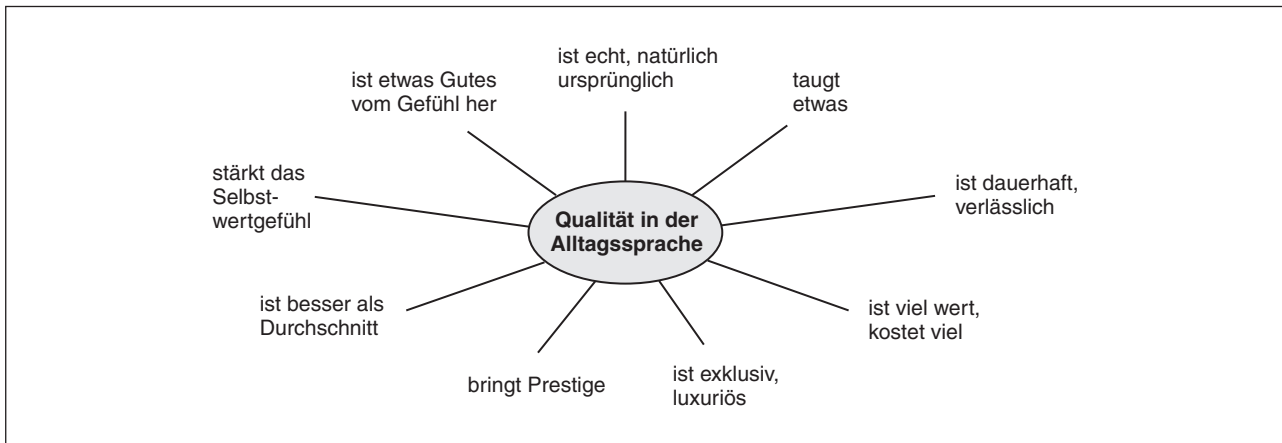 ist echt, natürlich
ursprünglich
ist etwas Gutes
vom Gefühl her
taugt
etwas
stärkt das
Selbst-
wertgefühl
ist dauerhaft,
verlässlich
Qualität in der
Alltagssprache
ist besser als
Durchschnitt
ist viel wert,
kostet viel
bringt Prestige
ist exklusiv,
luxuriös